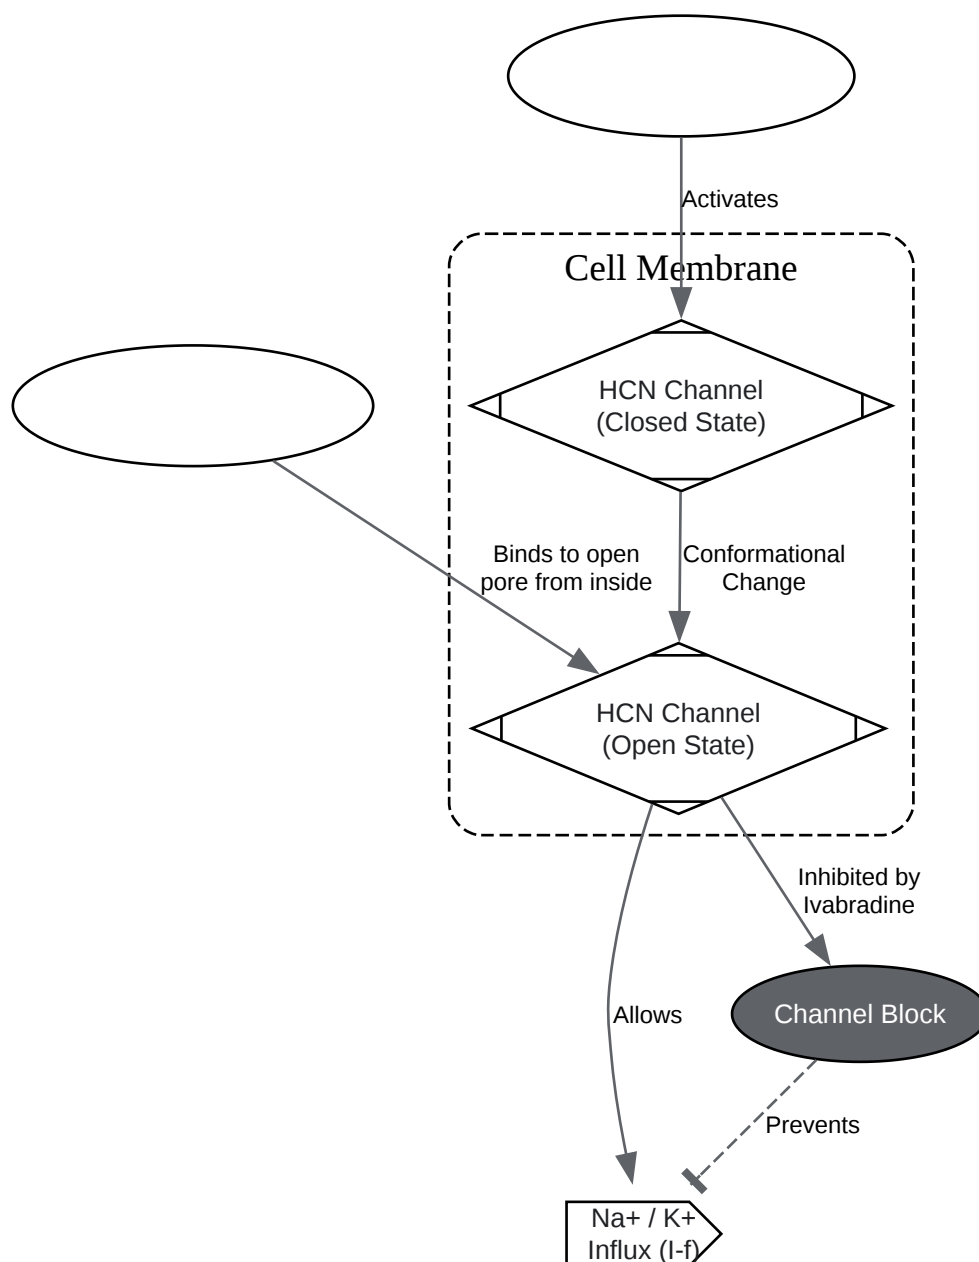 Activates
Cell Membrane
HCN Channel
(Closed State)
Binds to open
pore from inside
Conformational
Change
HCN Channel
(Open State)
Inhibited by
Ivabradine
Allows
Channel Block
Prevents
Na+ / K+
Influx (I-f)